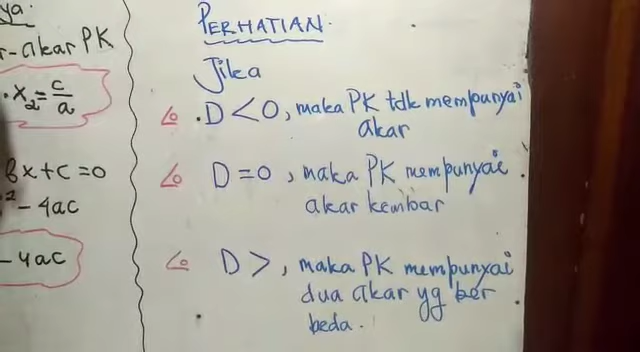 ya.
r-akar PK
. x₂ = c/a
bx + c = 0
² - 4ac
- 4ac
PERHATIAN.
Jika
. D < 0, maka PK tdk mempunyai
akar
D = 0, maka PK mempunyai
akar kembar
D >, maka PK mempunyai
dua akar yg ber
beda.